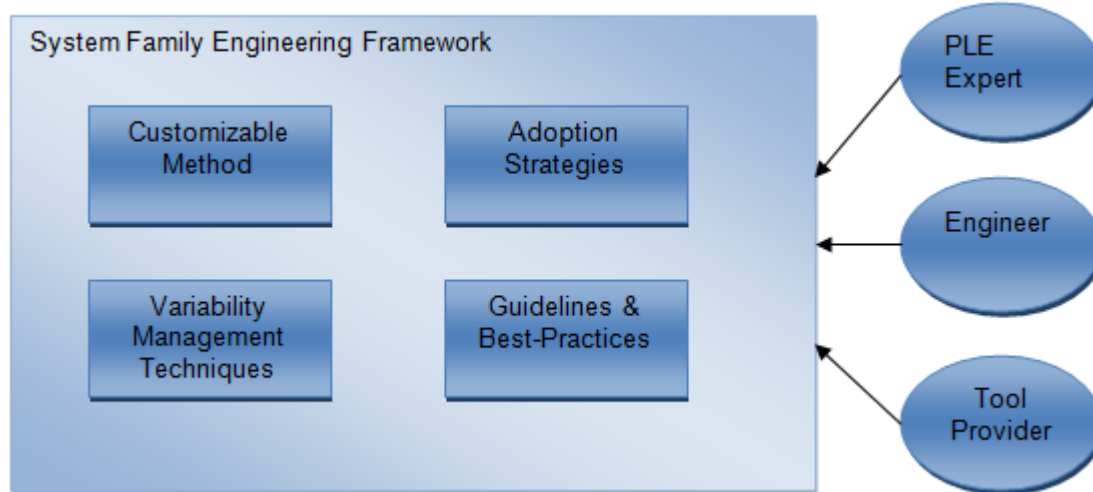 System Family Engineering Framework
Customizable
Method
Adoption
Strategies
Variability
Management
Techniques
Guidelines &
Best-Practices
PLE
Expert
Engineer
Tool
Provider